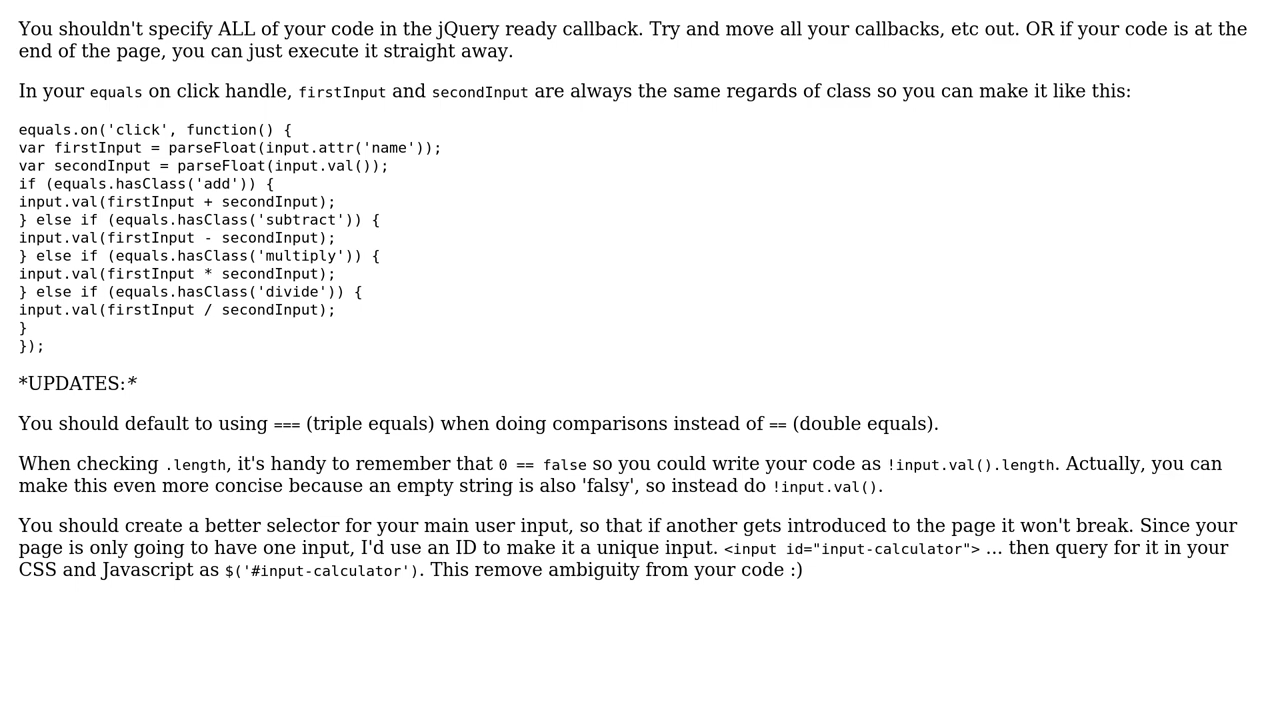 You shouldn't specify ALL of your code in the jQuery ready callback. Try and move all your callbacks, etc out. OR if your code is at the
end of the page, you can just execute it straight away.
In your equals on click handle, firstInput and secondInput are always the same regards of class so you can make it like this:
equals.on('click', function() {
var firstInput = parseFloat(input.attr('name'));
var secondInput = parseFloat(input.val());
if (equals.hasClass('add')) {
input.val(firstInput + secondInput);
} else if (equals.hasClass('subtract')) {
input.val(firstInput - secondInput);
} else if (equals.hasClass('multiply')) {
input.val(firstInput * secondInput);
} else if (equals.hasClass('divide')) {
input.val(firstInput / secondInput);
}
});
*UPDATES:*
You should default to using === (triple equals) when doing comparisons instead of == (double equals).
When checking .length, it's handy to remember that 0 == false so you could write your code as !input.val().length. Actually, you can
make this even more concise because an empty string is also 'falsy', so instead do !input.val().
You should create a better selector for your main user input, so that if another gets introduced to the page it won't break. Since your
page is only going to have one input, I'd use an ID to make it a unique input. <input id="input-calculator"> ... then query for it in your
CSS and Javascript as $('#input-calculator'). This remove ambiguity from your code :)